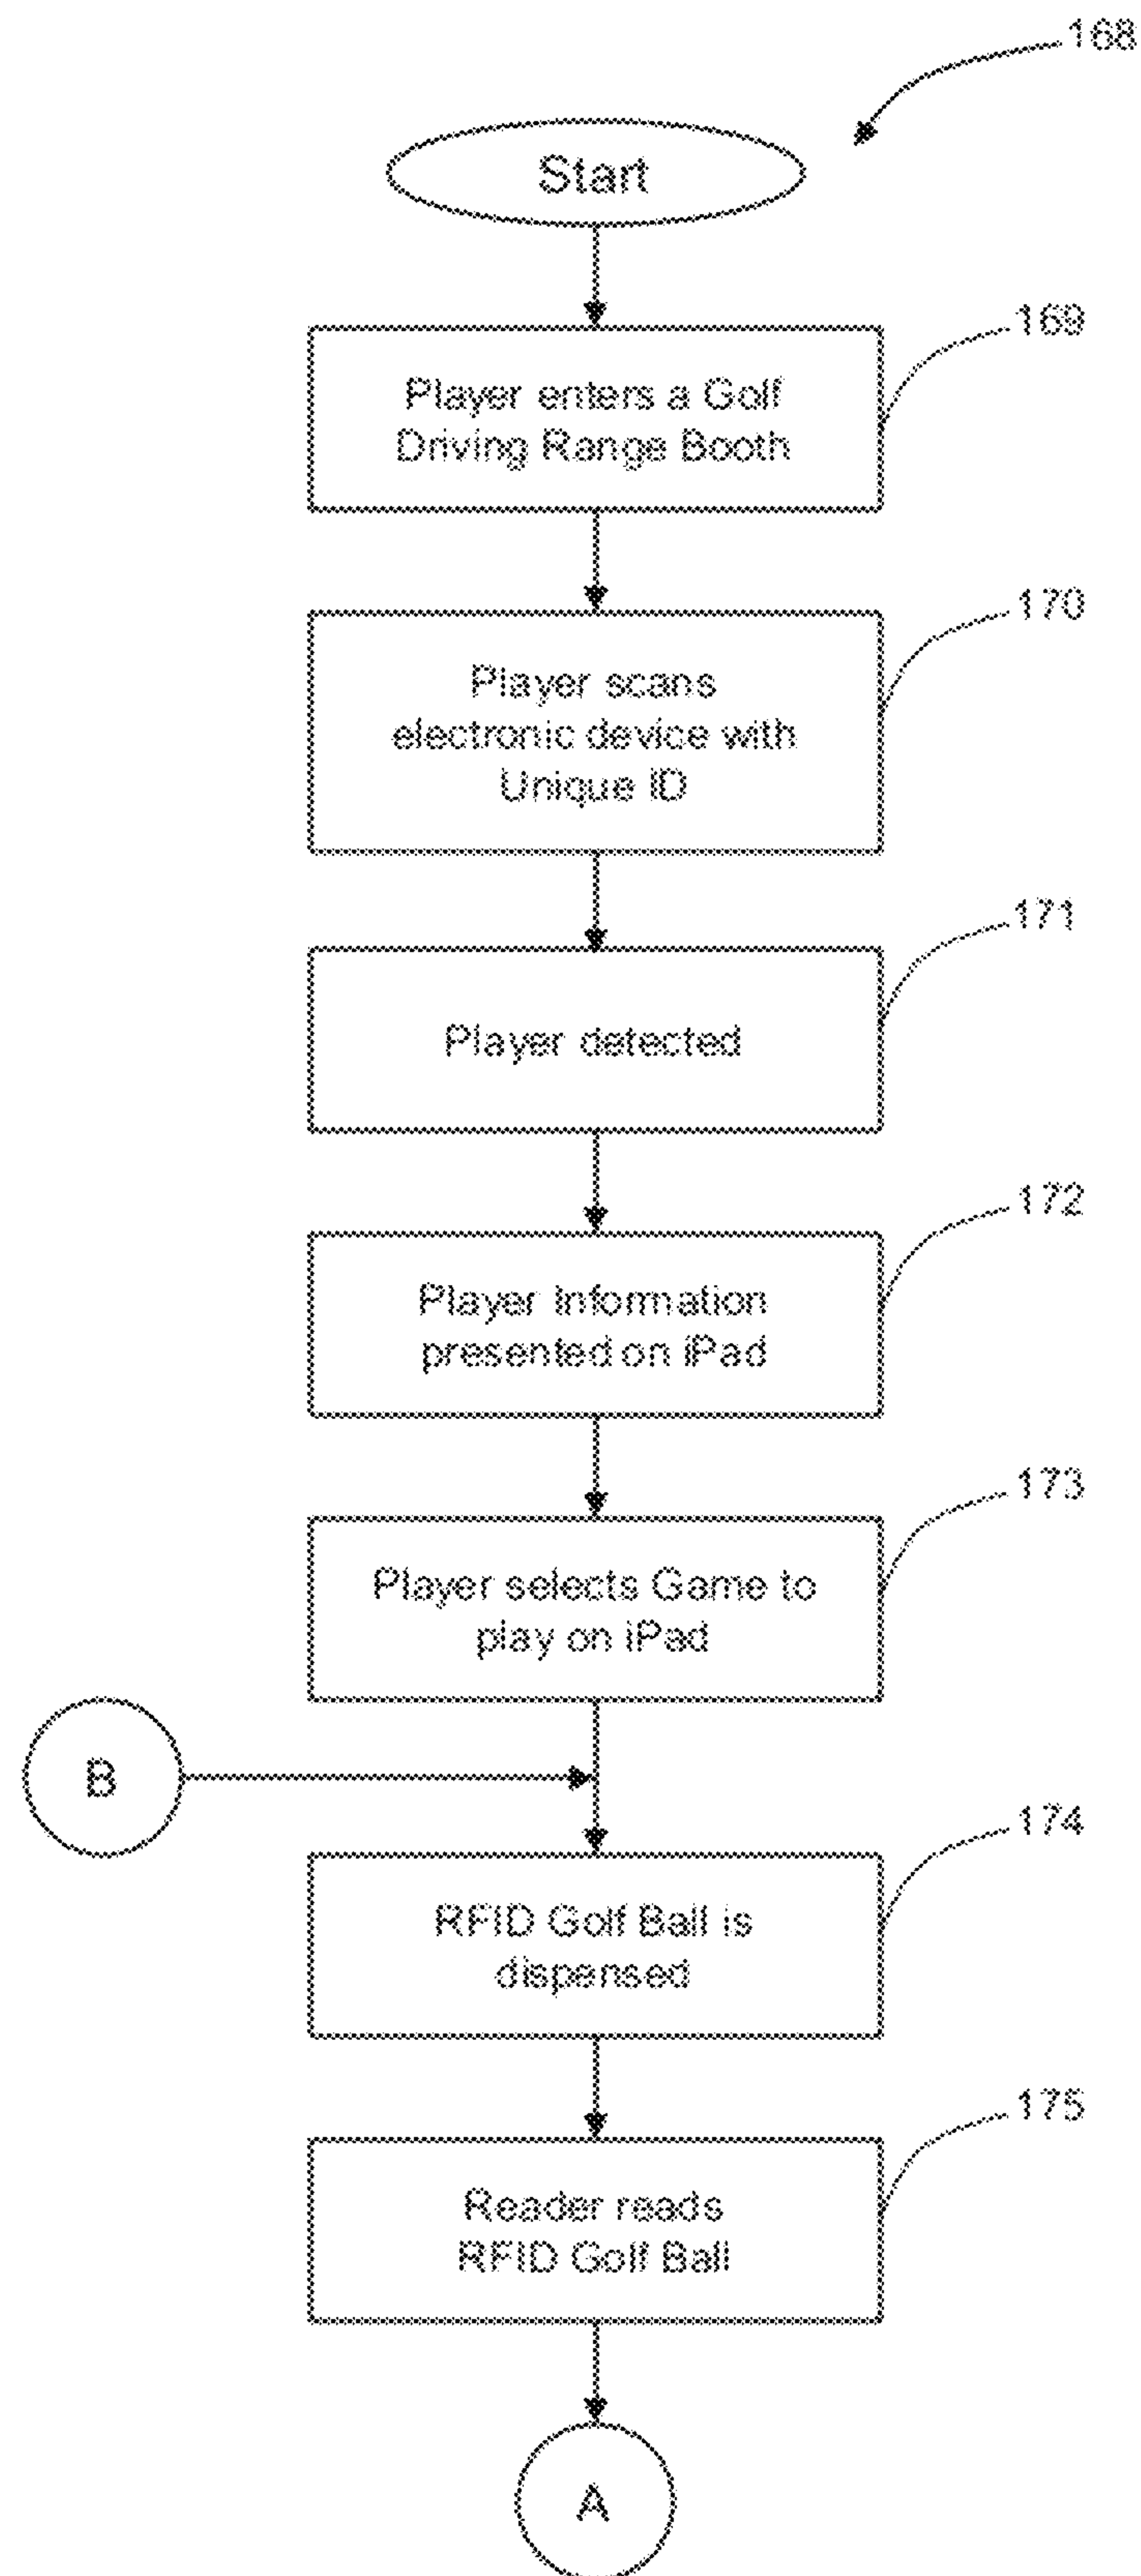 168
Start
169
Player enters a Golf
Driving Range Booth
170
Player scans
electronic device with
Unique ID
171
Player detected
172
Player Information
presented on iPad
173
Player selects Game to
play on iPad
B
174
RFID Golf Ball is
dispensed
175
Reader reads
RFID Golf Ball
A